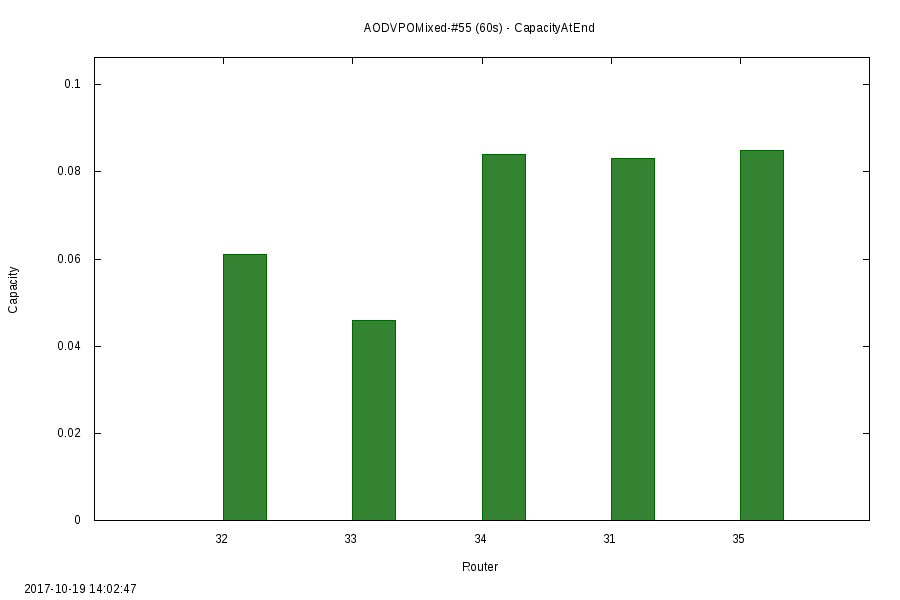 AODVPOMixed-#55 (60s) - CapacityAtEnd
0.1
0.08
0.06
0.04
0.02
0
Capacity
32 33 34 31 35
Router
2017-10-19 14:02:47